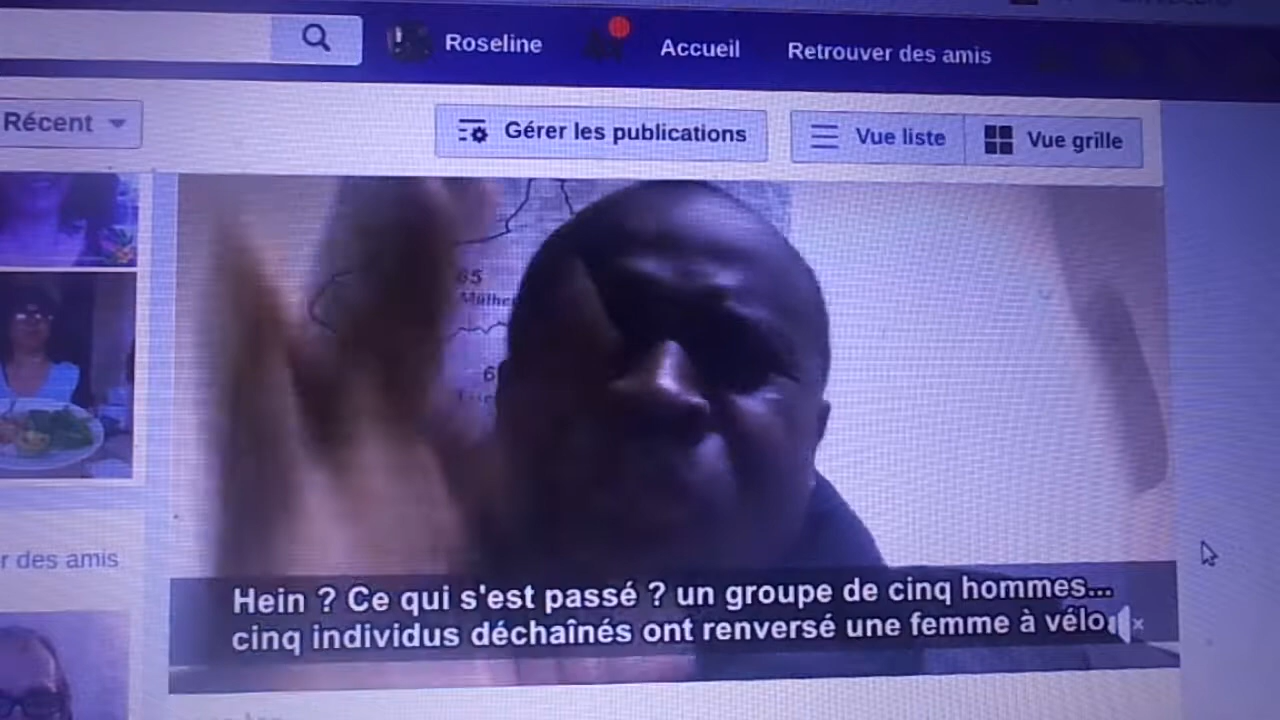 Roseline
Accueil
Retrouver des amis
Récent
Gérer les publications
Vue liste
Vue grille
Hein ? Ce qui s'est passé ? un groupe de cinq hommes...
cinq individus déchaînés ont renversé une femme à vélo
r des amis